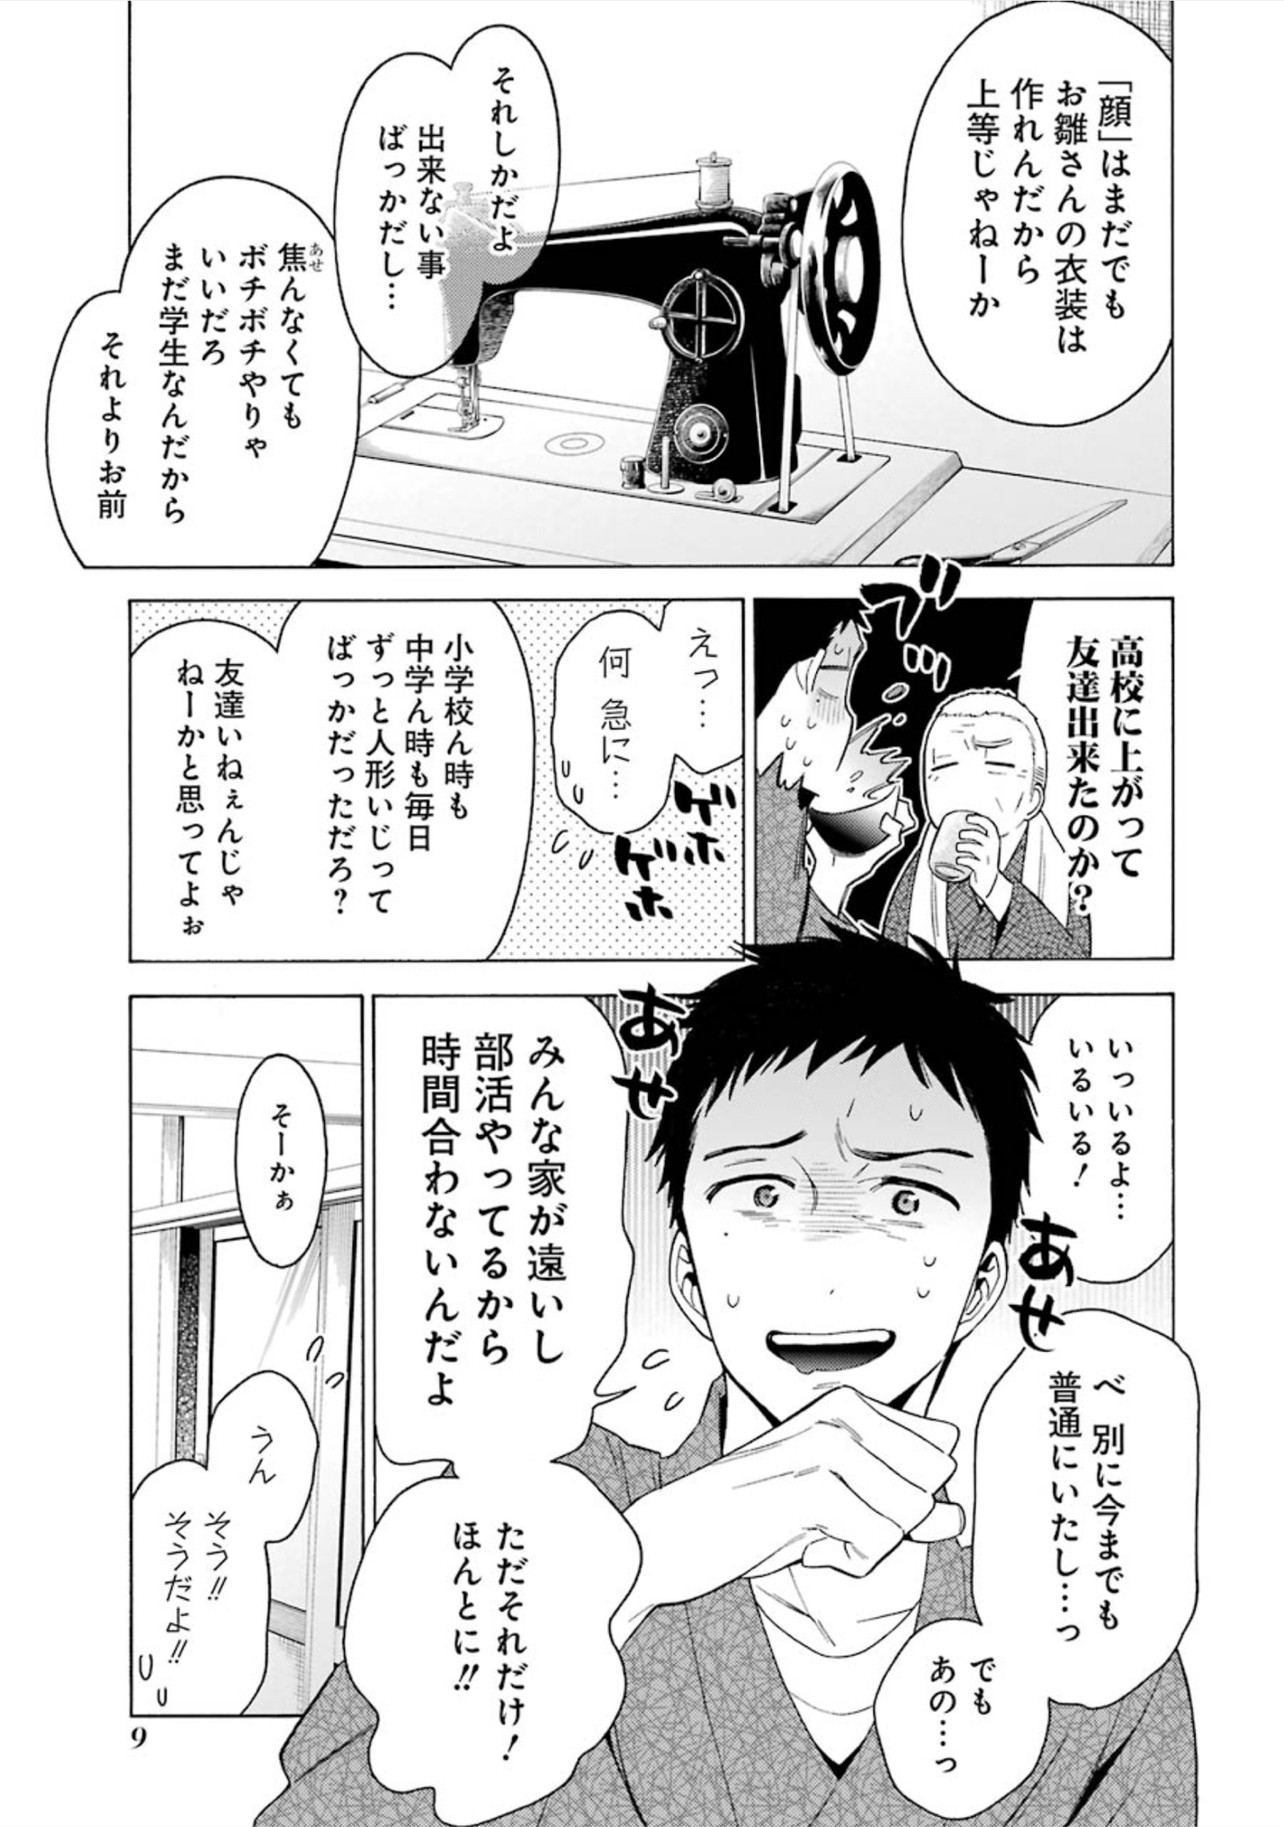 「顔」はまだでも
お雛さんの衣装は
作れんだから
上等じゃねーか
それしかだよ
出来ない事
ばっかだし…
焦んなくても
あせ
ボチボチやりゃ
いいだろ
まだ学生なんだから
それよりお前
高校に上がって
友達出来たのか?
ブッ
えっ…
何 急に…
ゲホ
ゲホ
小学校ん時も
中学ん時も毎日
ずっと人形いじって
ばっかだっただろ?
友達いねぇんじゃ
ねーかと思ってよぉ
いっいるよ…
いるいる!
あせ
べ 別に今までも
普通にいたし…っ
でも
あの…っ
あせ
みんな家が遠いし
部活やってるから
時間合わないんだよ
ただそれだけ!
ほんとに!!
そーかぁ
うん
そう!!
そうだよ!!
9